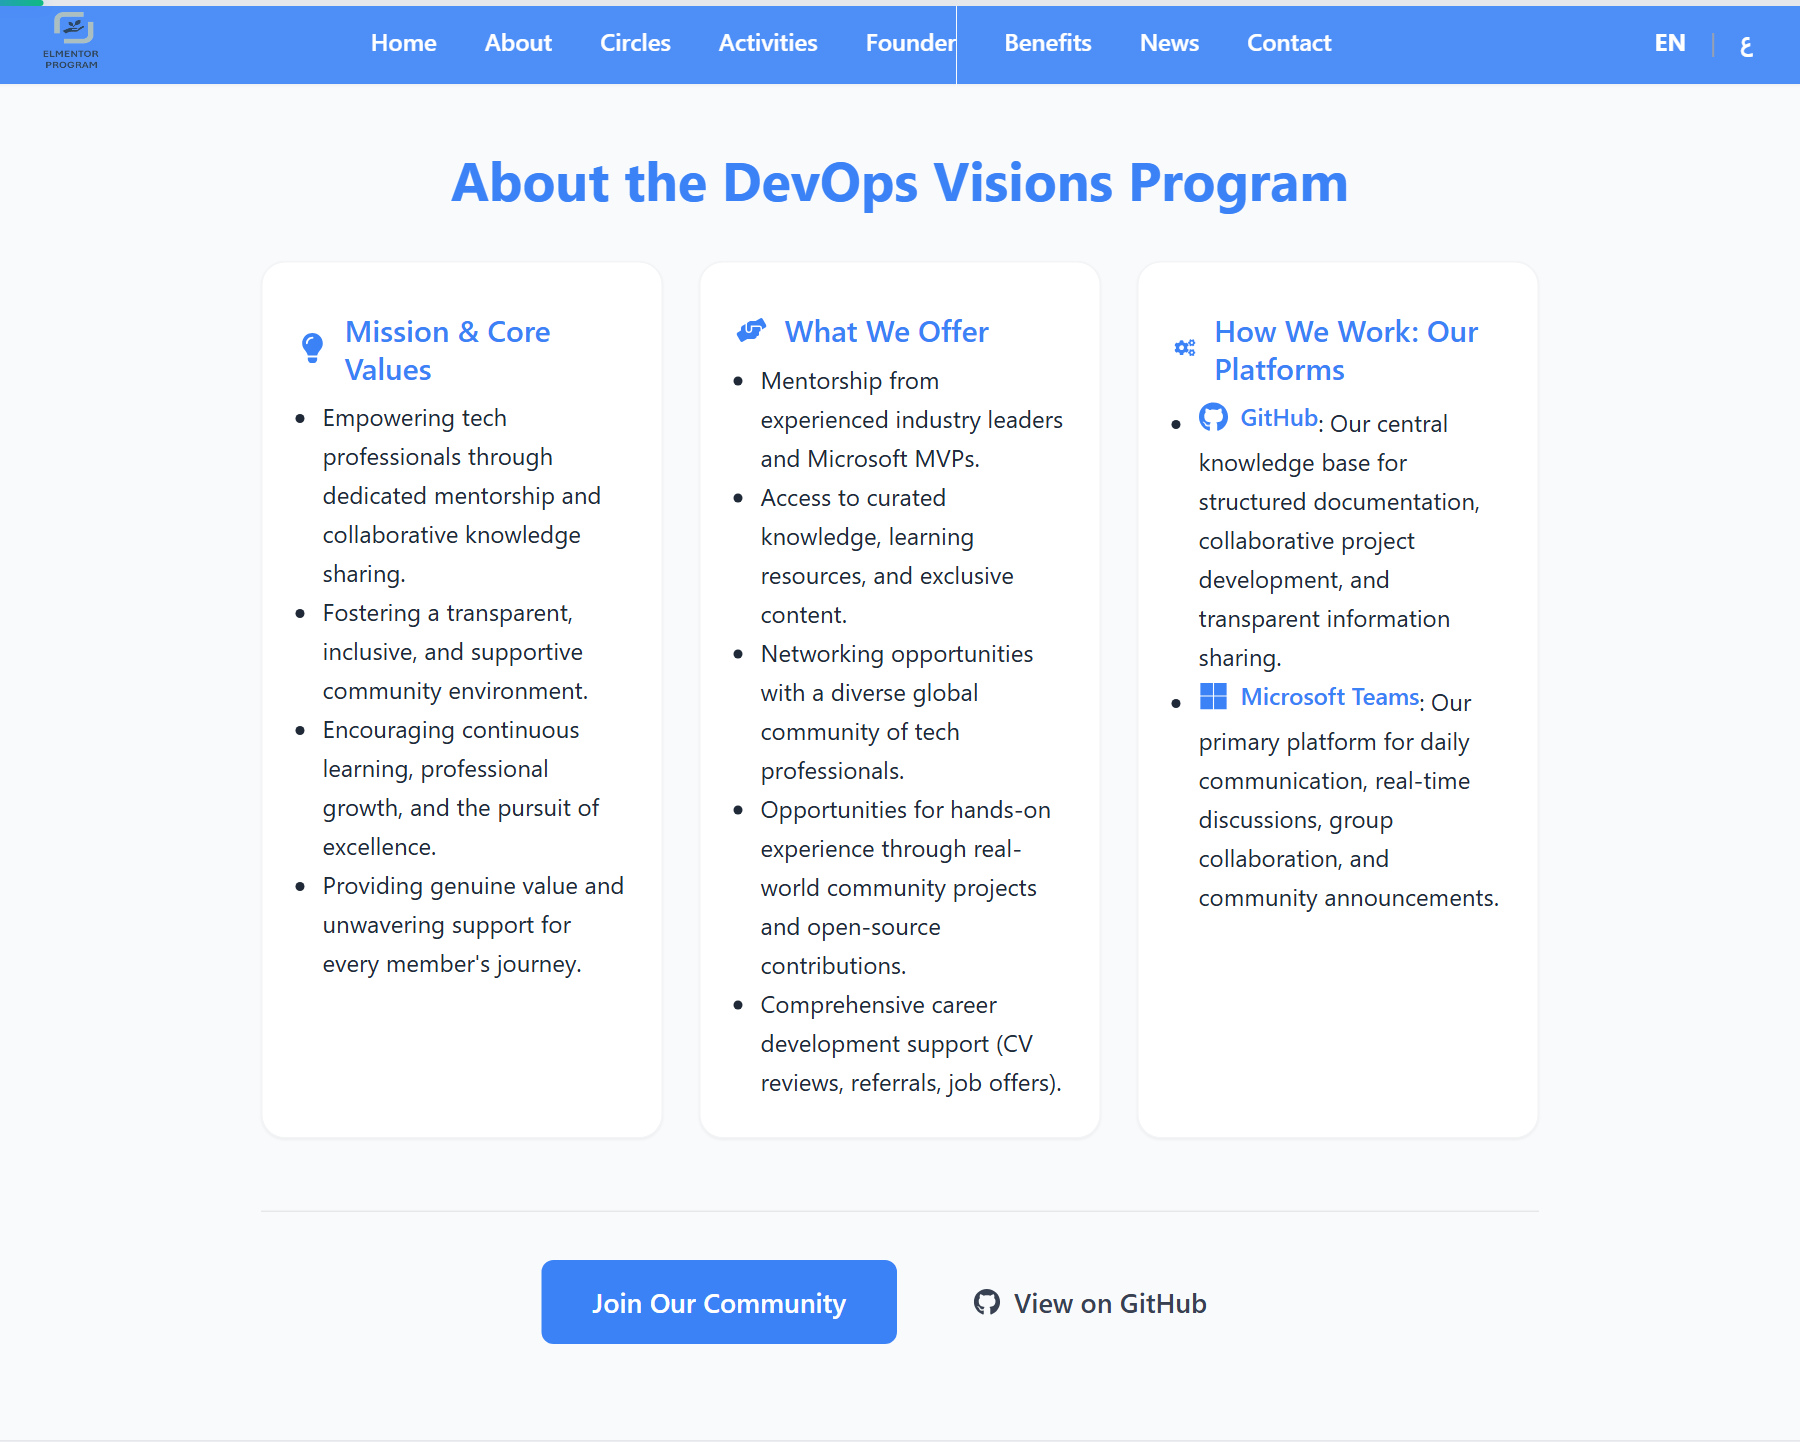 ELMENTOR
PROGRAM
Home About Circles Activities Founder Benefits News Contact EN | ع
About the DevOps Visions Program
Mission & Core
Values
• Empowering tech
professionals through
dedicated mentorship and
collaborative knowledge
sharing.
• Fostering a transparent,
inclusive, and supportive
community environment.
• Encouraging continuous
learning, professional
growth, and the pursuit of
excellence.
• Providing genuine value and
unwavering support for
every member's journey.
What We Offer
• Mentorship from
experienced industry leaders
and Microsoft MVPs.
• Access to curated
knowledge, learning
resources, and exclusive
content.
• Networking opportunities
with a diverse global
community of tech
professionals.
• Opportunities for hands-on
experience through real-
world community projects
and open-source
contributions.
• Comprehensive career
development support (CV
reviews, referrals, job offers).
How We Work: Our
Platforms
• GitHub: Our central
knowledge base for
structured documentation,
collaborative project
development, and
transparent information
sharing.
• Microsoft Teams: Our
primary platform for daily
communication, real-time
discussions, group
collaboration, and
community announcements.
Join Our Community
View on GitHub